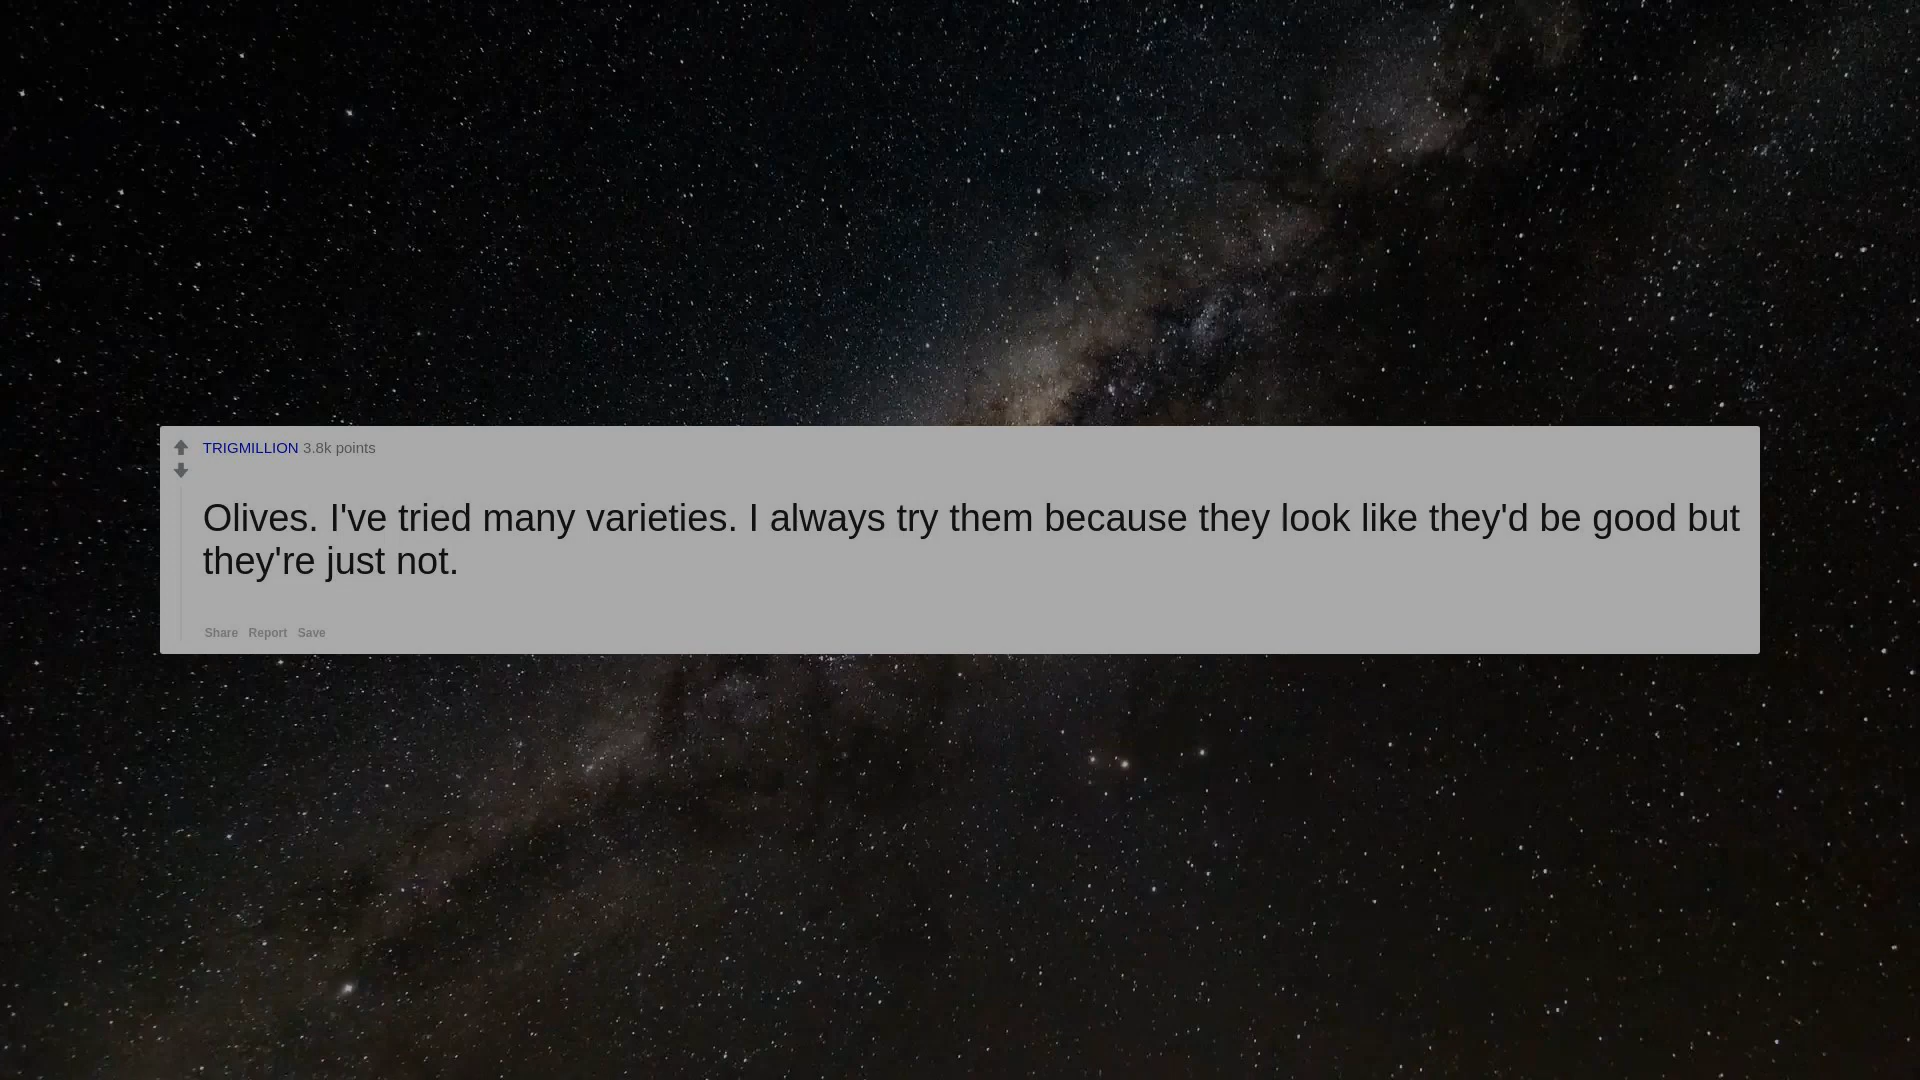 TRIGMILLION 3.8k points
Olives. I've tried many varieties. I always try them because they look like they'd be good but
they're just not.
Share Report Save